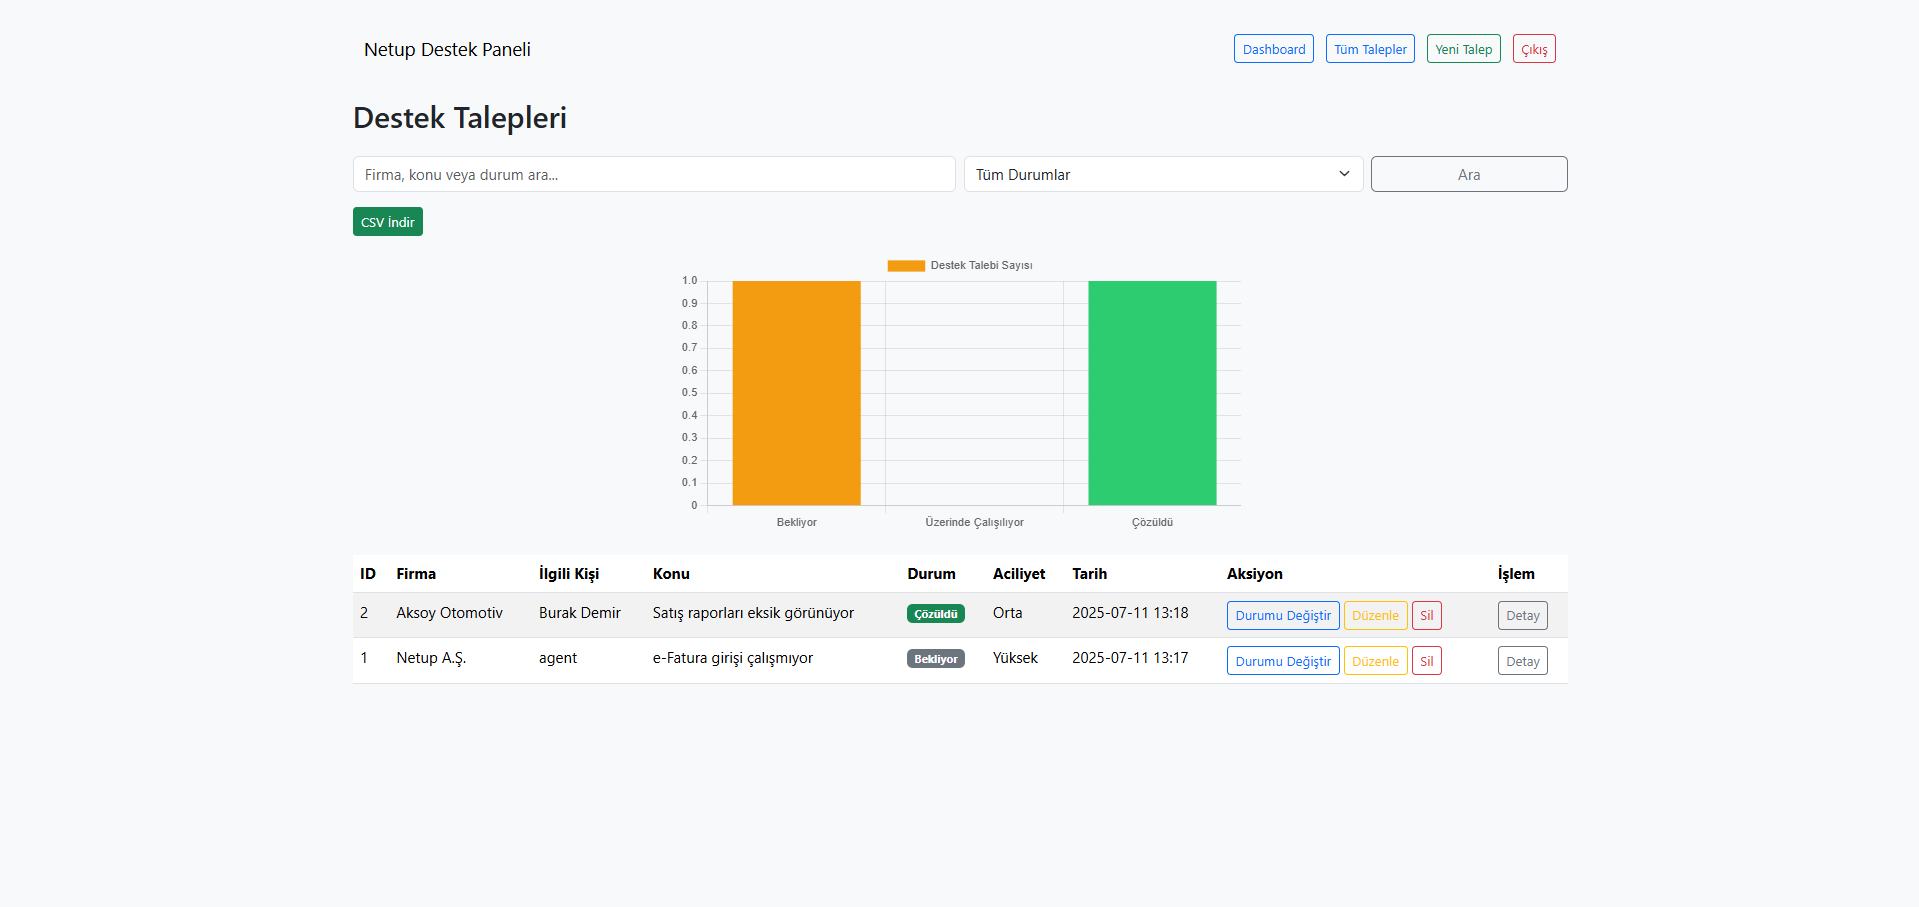 Netup Destek Paneli
Dashboard Tüm Talepler Yeni Talep Çıkış
Destek Talepleri
Firma, konu veya durum ara... Tüm Durumlar Ara
CSV İndir
Destek Talebi Sayısı
1.0
0.9
0.8
0.7
0.6
0.5
0.4
0.3
0.2
0.1
0
Bekliyor Üzerinde Çalışılıyor Çözüldü
ID Firma İlgili Kişi Konu Durum Aciliyet Tarih Aksiyon İşlem
2 Aksoy Otomotiv Burak Demir Satış raporları eksik görünüyor Çözüldü Orta 2025-07-11 13:18 Durumu Değiştir Düzenle Sil Detay
1 Netup A.Ş. agent e-Fatura girişi çalışmıyor Bekliyor Yüksek 2025-07-11 13:17 Durumu Değiştir Düzenle Sil Detay